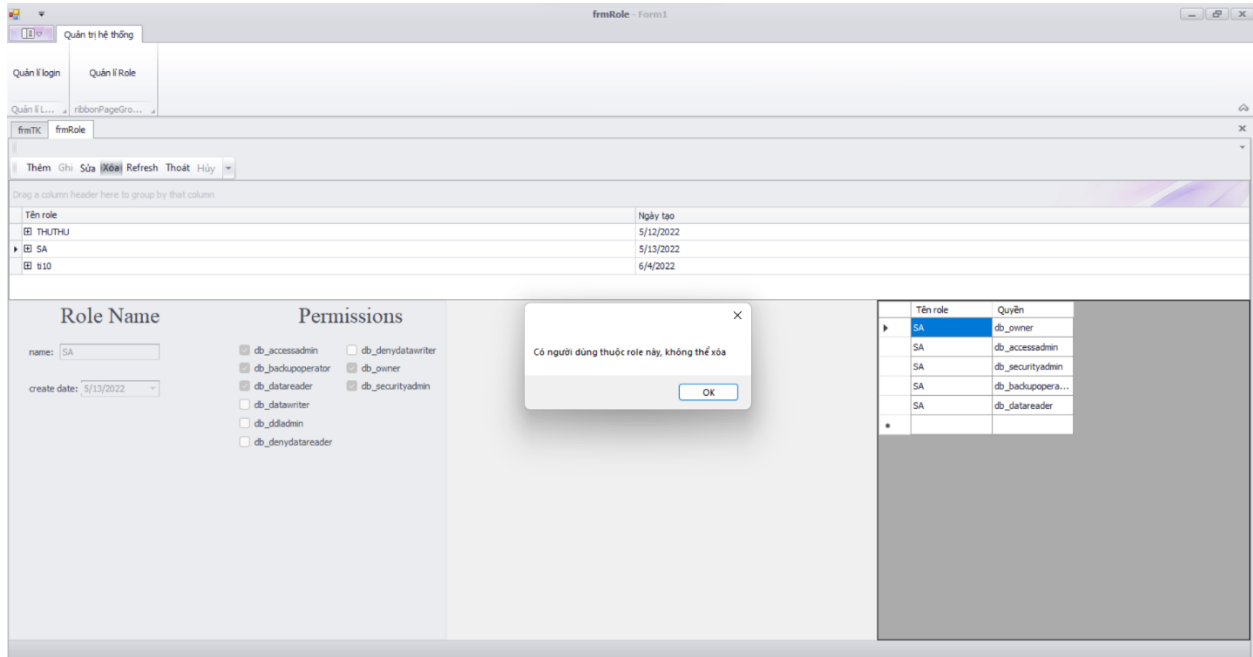 frmRole - Form1
Quản trị hệ thống
Quản lí login Quản lí Role
Quản lí L... ribbonPageGro...
frmTK frmRole
Thêm Ghi Sửa Xóa Refresh Thoát Hủy
Drag a column header here to group by that column
Tên role Ngày tạo
THUTHU 5/12/2022
SA 5/13/2022
ti10 6/4/2022
Role Name
name: SA
create date: 5/13/2022
Permissions
db_accessadmin db_denydatawriter
db_backupoperator db_owner
db_datareader db_securityadmin
db_datawriter
db_ddladmin
db_denydatareader
Có người dùng thuộc role này, không thể xóa
OK
Tên role Quyền
SA db_owner
SA db_accessadmin
SA db_securityadmin
SA db_backupopera...
SA db_datareader